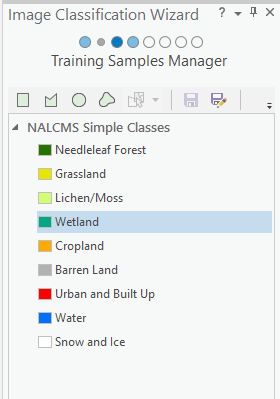 Image Classification Wizard ?
Training Samples Manager
NALCMS Simple Classes
Needleleaf Forest
Grassland
Lichen/Moss
Wetland
Cropland
Barren Land
Urban and Built Up
Water
Snow and Ice